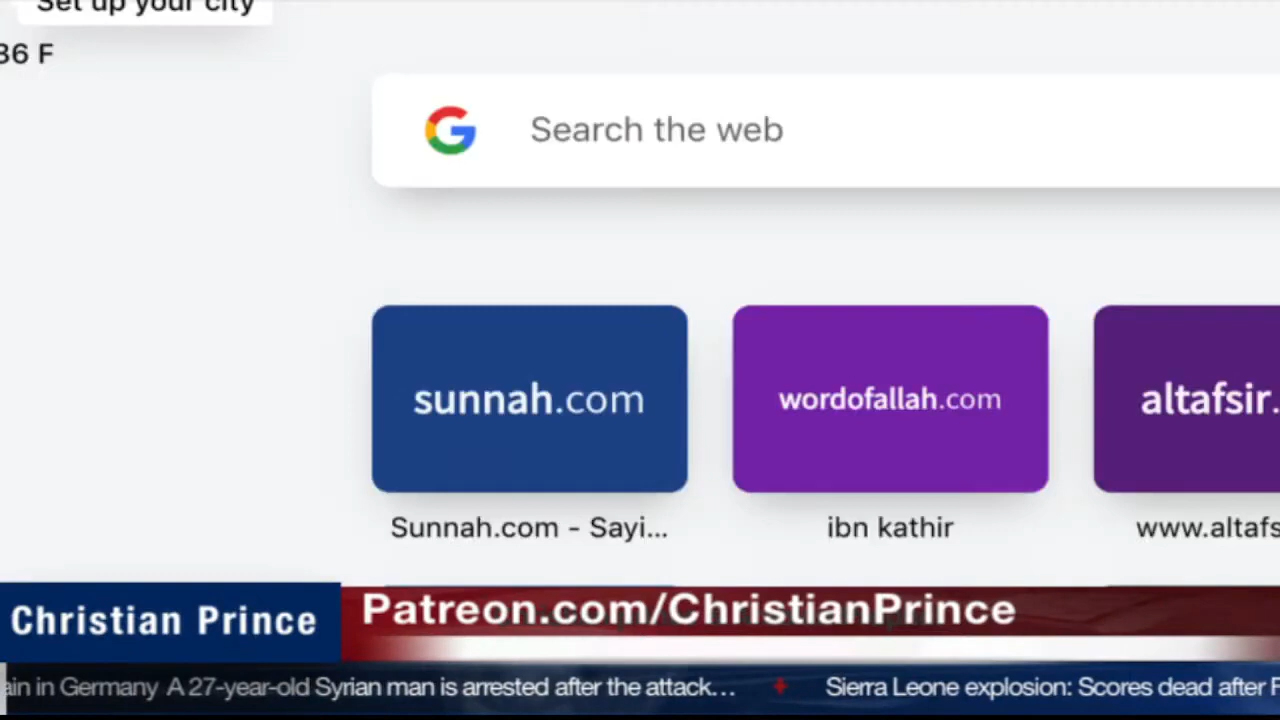 Set up your city
36 F
Search the web
sunnah.com
wordofallah.com
altafsir.
Sunnah.com - Sayi...
ibn kathir
www.altafs
Christian Prince
Patreon.com/ChristianPrince
ain in Germany A 27-year-old Syrian man is arrested after the attack... Sierra Leone explosion: Scores dead after F